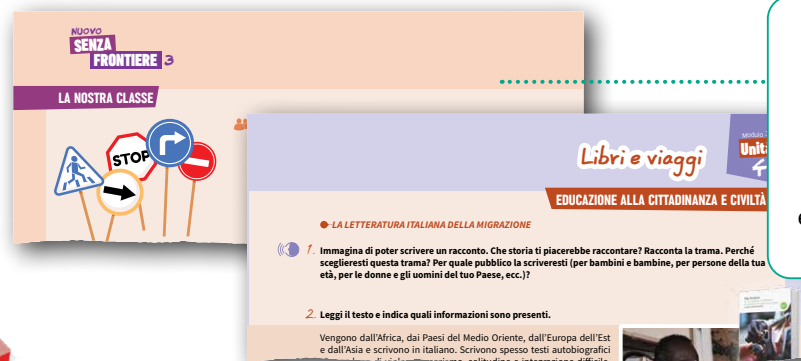 NUOVO
SENZA
FRONTIERE 3
LA NOSTRA CLASSE
STOP
Libri e viaggi
Modulo
Unit
4
EDUCAZIONE ALLA CITTADINANZA E CIVILTÀ
LA LETTERATURA ITALIANA DELLA MIGRAZIONE
1. Immagina di poter scrivere un racconto. Che storia ti piacerebbe raccontare? Racconta la trama. Perché
sceglieresti questa trama? Per quale pubblico la scriveresti (per bambini e bambine, per persone della tua
età, per le donne e gli uomini del tuo Paese, ecc.)?
2. Leggi il testo e indica quali informazioni sono presenti.
Vengono dall'Africa, dai Paesi del Medio Oriente, dall'Europa dell'Est
e dall'Asia e scrivono in italiano. Scrivono spesso testi autobiografici
solitudine e integrazione difficile
e